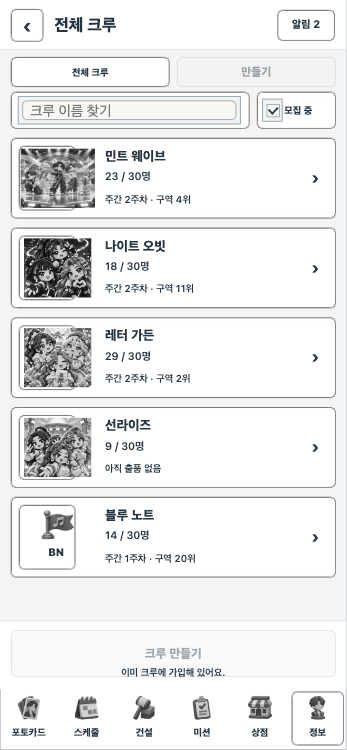 ‹ 전체 크루 알림 2
전체 크루 만들기
크루 이름 찾기 모집 중
민트 웨이브
23 / 30명
주간 2주차 · 구역 4위
›
나이트 오빗
18 / 30명
주간 2주차 · 구역 11위
›
레터 가든
29 / 30명
주간 2주차 · 구역 2위
›
선라이즈
9 / 30명
아직 출품 없음
›
BN
블루 노트
14 / 30명
주간 1주차 · 구역 20위
›
크루 만들기
이미 크루에 가입해 있어요.
포토카드 스케줄 건설 미션 상점 정보